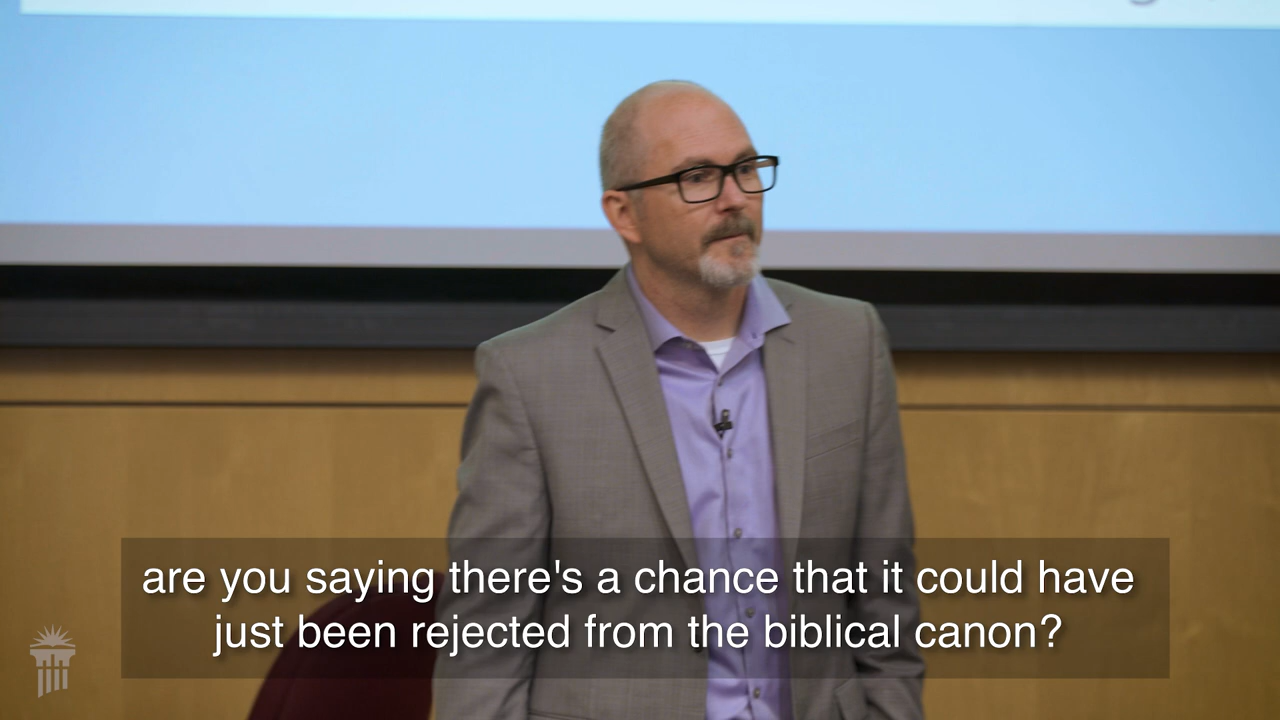 are you saying there's a chance that it could have
just been rejected from the biblical canon?